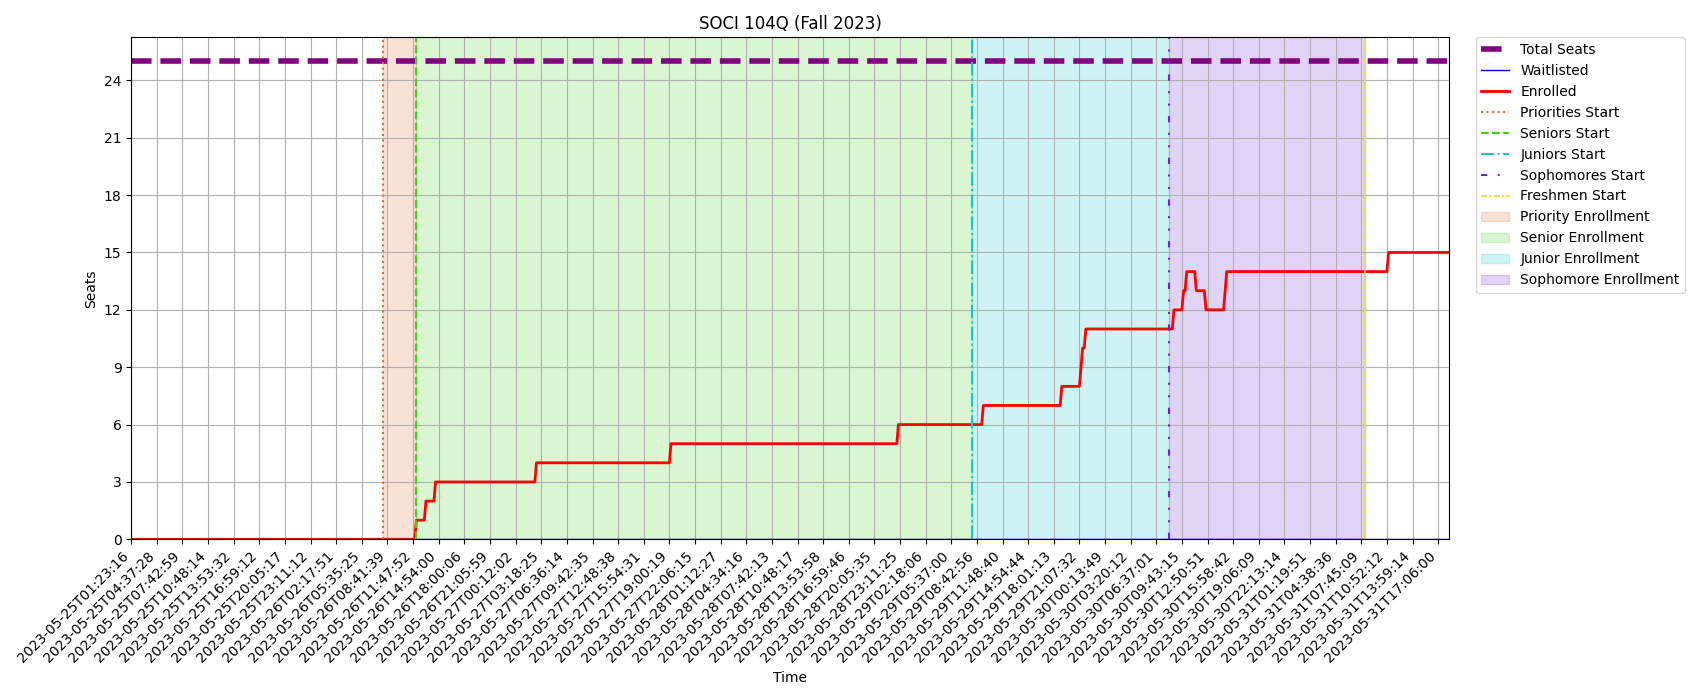 SOCI 104Q (Fall 2023)
Seats
24
21
18
15
12
9
6
3
0
Total Seats
Waitlisted
Enrolled
Priorities Start
Seniors Start
Juniors Start
Sophomores Start
Freshmen Start
Priority Enrollment
Senior Enrollment
Junior Enrollment
Sophomore Enrollment
2023-05-25T01:23:16
2023-05-25T04:37:28
2023-05-25T07:42:59
2023-05-25T10:48:14
2023-05-25T13:53:32
2023-05-25T16:59:12
2023-05-25T20:05:17
2023-05-25T23:11:12
2023-05-26T02:17:51
2023-05-26T05:35:25
2023-05-26T08:41:39
2023-05-26T11:47:52
2023-05-26T14:54:00
2023-05-26T18:00:06
2023-05-26T21:05:59
2023-05-27T00:12:02
2023-05-27T03:18:25
2023-05-27T06:36:14
2023-05-27T09:42:35
2023-05-27T12:48:38
2023-05-27T15:54:31
2023-05-27T19:00:19
2023-05-27T22:06:15
2023-05-28T01:12:27
2023-05-28T04:34:16
2023-05-28T07:42:13
2023-05-28T10:48:17
2023-05-28T13:53:58
2023-05-28T16:59:46
2023-05-28T20:05:35
2023-05-28T23:11:25
2023-05-29T02:18:06
2023-05-29T05:37:00
2023-05-29T08:42:56
2023-05-29T11:48:40
2023-05-29T14:54:44
2023-05-29T18:01:13
2023-05-29T21:07:32
2023-05-30T00:13:49
2023-05-30T03:20:12
2023-05-30T06:37:01
2023-05-30T09:43:15
2023-05-30T12:50:51
2023-05-30T15:58:42
2023-05-30T19:06:09
2023-05-30T22:13:14
2023-05-31T01:19:51
2023-05-31T04:38:36
2023-05-31T07:45:09
2023-05-31T10:52:12
2023-05-31T13:59:14
2023-05-31T17:06:00
Time